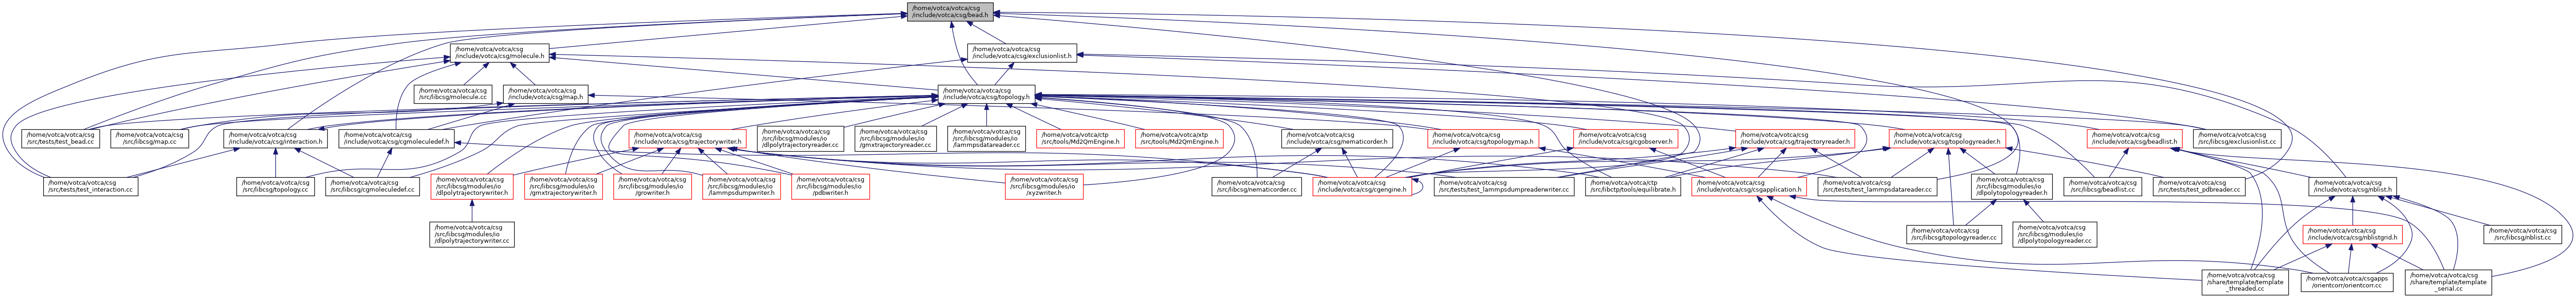 /home/votca/votca/csg
/include/votca/csg/bead.h
/home/votca/votca/csg
/include/votca/csg/molecule.h
/home/votca/votca/csg
/include/votca/csg/exclusionlist.h
/home/votca/votca/csg
/src/libcsg/molecule.cc
/home/votca/votca/csg
/include/votca/csg/map.h
/home/votca/votca/csg
/include/votca/csg/topology.h
/home/votca/votca/csg
/src/tests/test_bead.cc
/home/votca/votca/csg
/src/libcsg/map.cc
/home/votca/votca/csg
/include/votca/csg/interaction.h
/home/votca/votca/csg
/include/votca/csg/cgmoleculedef.h
/home/votca/votca/csg
/include/votca/csg/trajectorywriter.h
/home/votca/votca/csg
/src/libcsg/modules/io
/dlpolytrajectoryreader.cc
/home/votca/votca/csg
/src/libcsg/modules/io
/gmxtrajectoryreader.cc
/home/votca/votca/csg
/src/libcsg/modules/io
/lammpsdatareader.cc
/home/votca/votca/ctp
/src/tools/Md2QmEngine.h
/home/votca/votca/xtp
/src/tools/Md2QmEngine.h
/home/votca/votca/csg
/include/votca/csg/nematicorder.h
/home/votca/votca/csg
/include/votca/csg/topologymap.h
/home/votca/votca/csg
/include/votca/csg/cgobserver.h
/home/votca/votca/csg
/include/votca/csg/trajectoryreader.h
/home/votca/votca/csg
/include/votca/csg/topologyreader.h
/home/votca/votca/csg
/include/votca/csg/beadlist.h
/home/votca/votca/csg
/src/libcsg/exclusionlist.cc
/home/votca/votca/csg
/src/tests/test_interaction.cc
/home/votca/votca/csg
/src/libcsg/topology.cc
/home/votca/votca/csg
/src/libcsg/cgmoleculedef.cc
/home/votca/votca/csg
/src/libcsg/modules/io
/dlpolytrajectorywriter.h
/home/votca/votca/csg
/src/libcsg/modules/io
/gmxtrajectorywriter.h
/home/votca/votca/csg
/src/libcsg/modules/io
/growriter.h
/home/votca/votca/csg
/src/libcsg/modules/io
/lammpsdumpwriter.h
/home/votca/votca/csg
/src/libcsg/modules/io
/pdbwriter.h
/home/votca/votca/csg
/src/libcsg/modules/io
/xyzwriter.h
/home/votca/votca/csg
/src/libcsg/nematicorder.cc
/home/votca/votca/csg
/include/votca/csg/cgengine.h
/home/votca/votca/csg
/src/tests/test_lammpsdumpreaderwriter.cc
/home/votca/votca/ctp
/src/libctp/tools/iequilibrate.h
/home/votca/votca/csg
/include/votca/csg/csgapplication.h
/home/votca/votca/csg
/src/tests/test_lammpsdatareader.cc
/home/votca/votca/csg
/src/libcsg/modules/io
/dlpolytopologyreader.h
/home/votca/votca/csg
/src/libcsg/beadlist.cc
/home/votca/votca/csg
/src/tests/test_pdbreader.cc
/home/votca/votca/csg
/include/votca/csg/nblist.h
/home/votca/votca/csg
/src/libcsg/modules/io
/dlpolytrajectorywriter.cc
/home/votca/votca/csg
/src/libcsg/topologyreader.cc
/home/votca/votca/csg
/src/libcsg/modules/io
/dlpolytopologyreader.cc
/home/votca/votca/csg
/include/votca/csg/nblistgrid.h
/home/votca/votca/csg
/src/libcsg/nblist.cc
/home/votca/votca/csg
/share/template/template
_threaded.cc
/home/votca/votca/csgapps
/orientcorr/orientcorr.cc
/home/votca/votca/csg
/share/template/template
_serial.cc